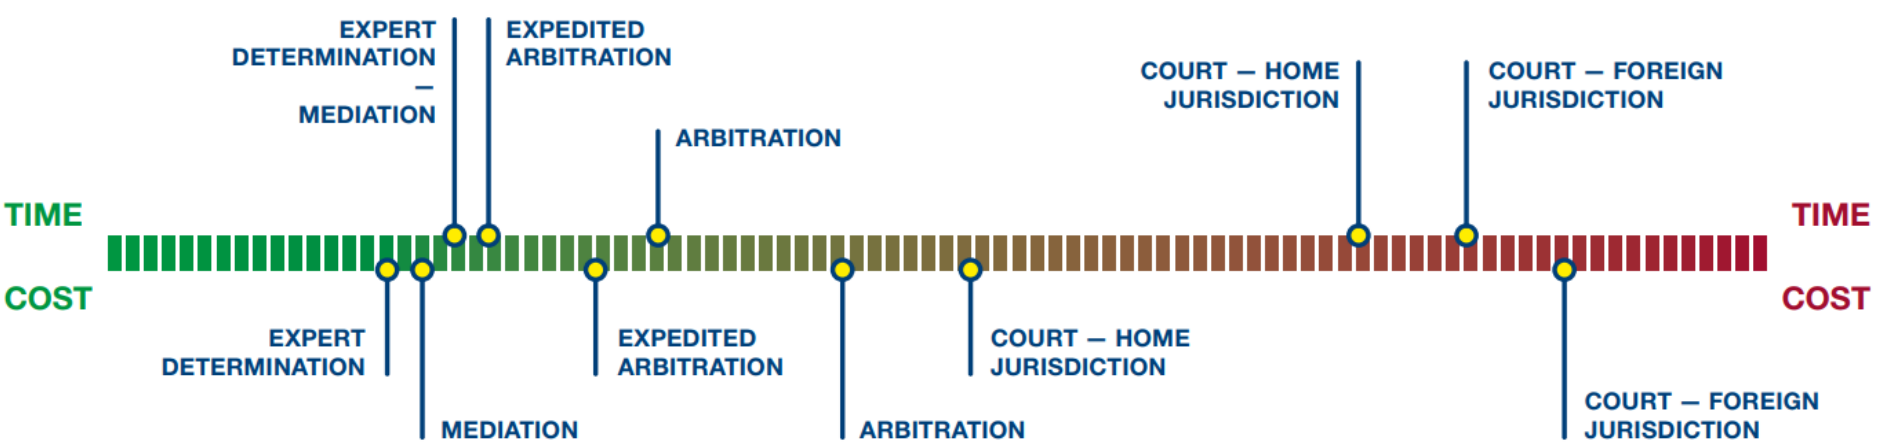 EXPERT
DETERMINATION
—
MEDIATION
EXPEDITED
ARBITRATION
ARBITRATION
COURT — HOME
JURISDICTION
COURT — FOREIGN
JURISDICTION
TIME
TIME
COST
COST
EXPERT
DETERMINATION
MEDIATION
EXPEDITED
ARBITRATION
ARBITRATION
COURT — HOME
JURISDICTION
COURT — FOREIGN
JURISDICTION